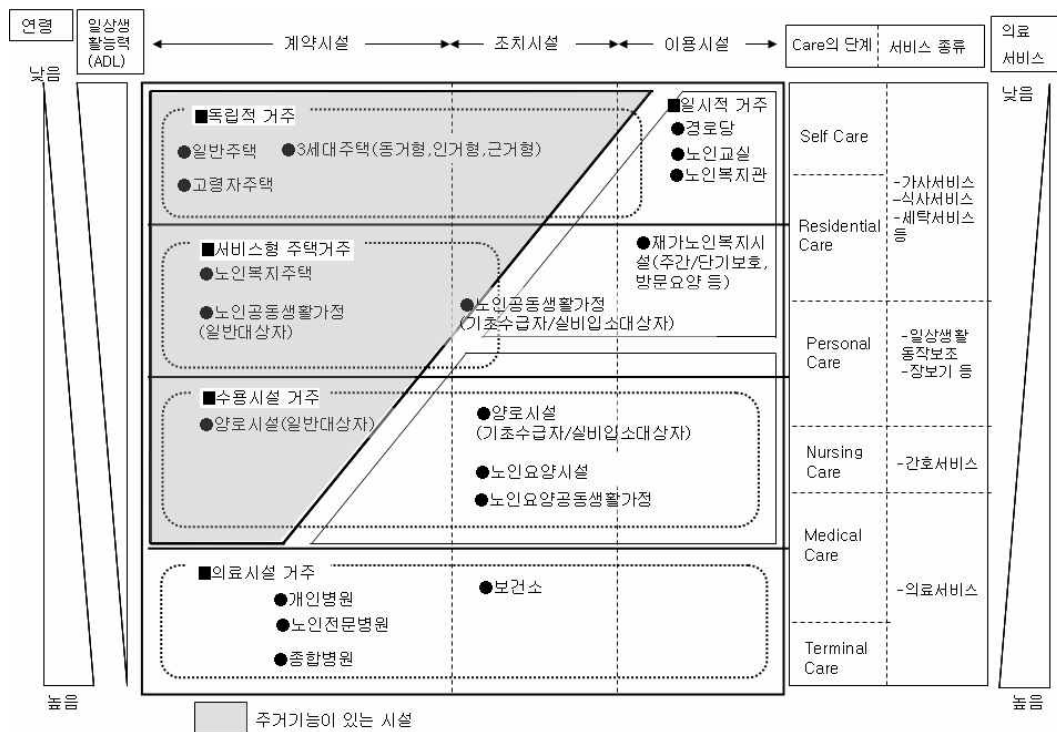 연령
일상생
활능력
(ADL)
계약시설
조치시설
이용시설
Care의 단계
서비스 종류
의료
서비스
낮음
낮음
■독립적 거주
●일반주택
●3세대주택(동거형,인거형,근거형)
●고령자주택
■일시적 거주
●경로당
●노인교실
●노인복지관
Self Care
Residential
Care
-가사서비스
-식사서비스
-세탁서비스
등
■서비스형 주택거주
●노인복지주택
●노인공동생활가정
(일반대상자)
●재가노인복지시
설(주간/단기보호,
방문요양 등)
●노인공동생활가정
(기초수급자/실비입소대상자)
Personal
Care
-일상생활
동작보조
-장보기 등
■수용시설 거주
●양로시설(일반대상자)
●양로시설
(기초수급자/실비입소대상자)
●노인요양시설
●노인요양공동생활가정
Nursing
Care
-간호서비스
■의료시설 거주
●개인병원
●노인전문병원
●종합병원
●보건소
Medical
Care
-의료서비스
Terminal
Care
높음
높음
주거기능이 있는 시설